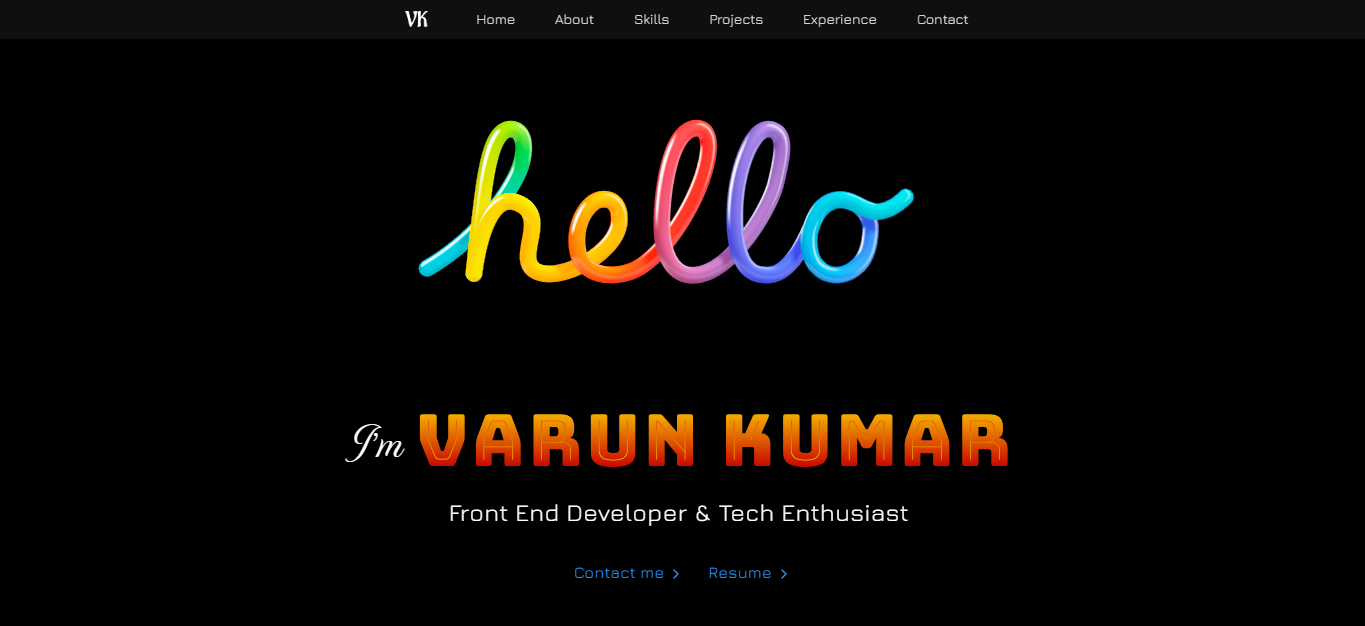 VK Home About Skills Projects Experience Contact
hello
I'm VARUN KUMAR
Front End Developer & Tech Enthusiast
Contact me Resume